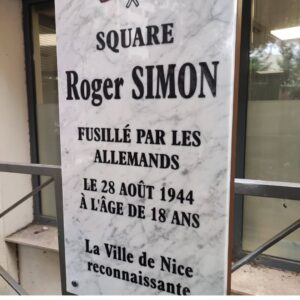 SQUARE
Roger SIMON
FUSILLÉ PAR LES
ALLEMANDS
LE 28 AOÛT 1944
À L'ÂGE DE 18 ANS
La Ville de Nice
reconnaissante